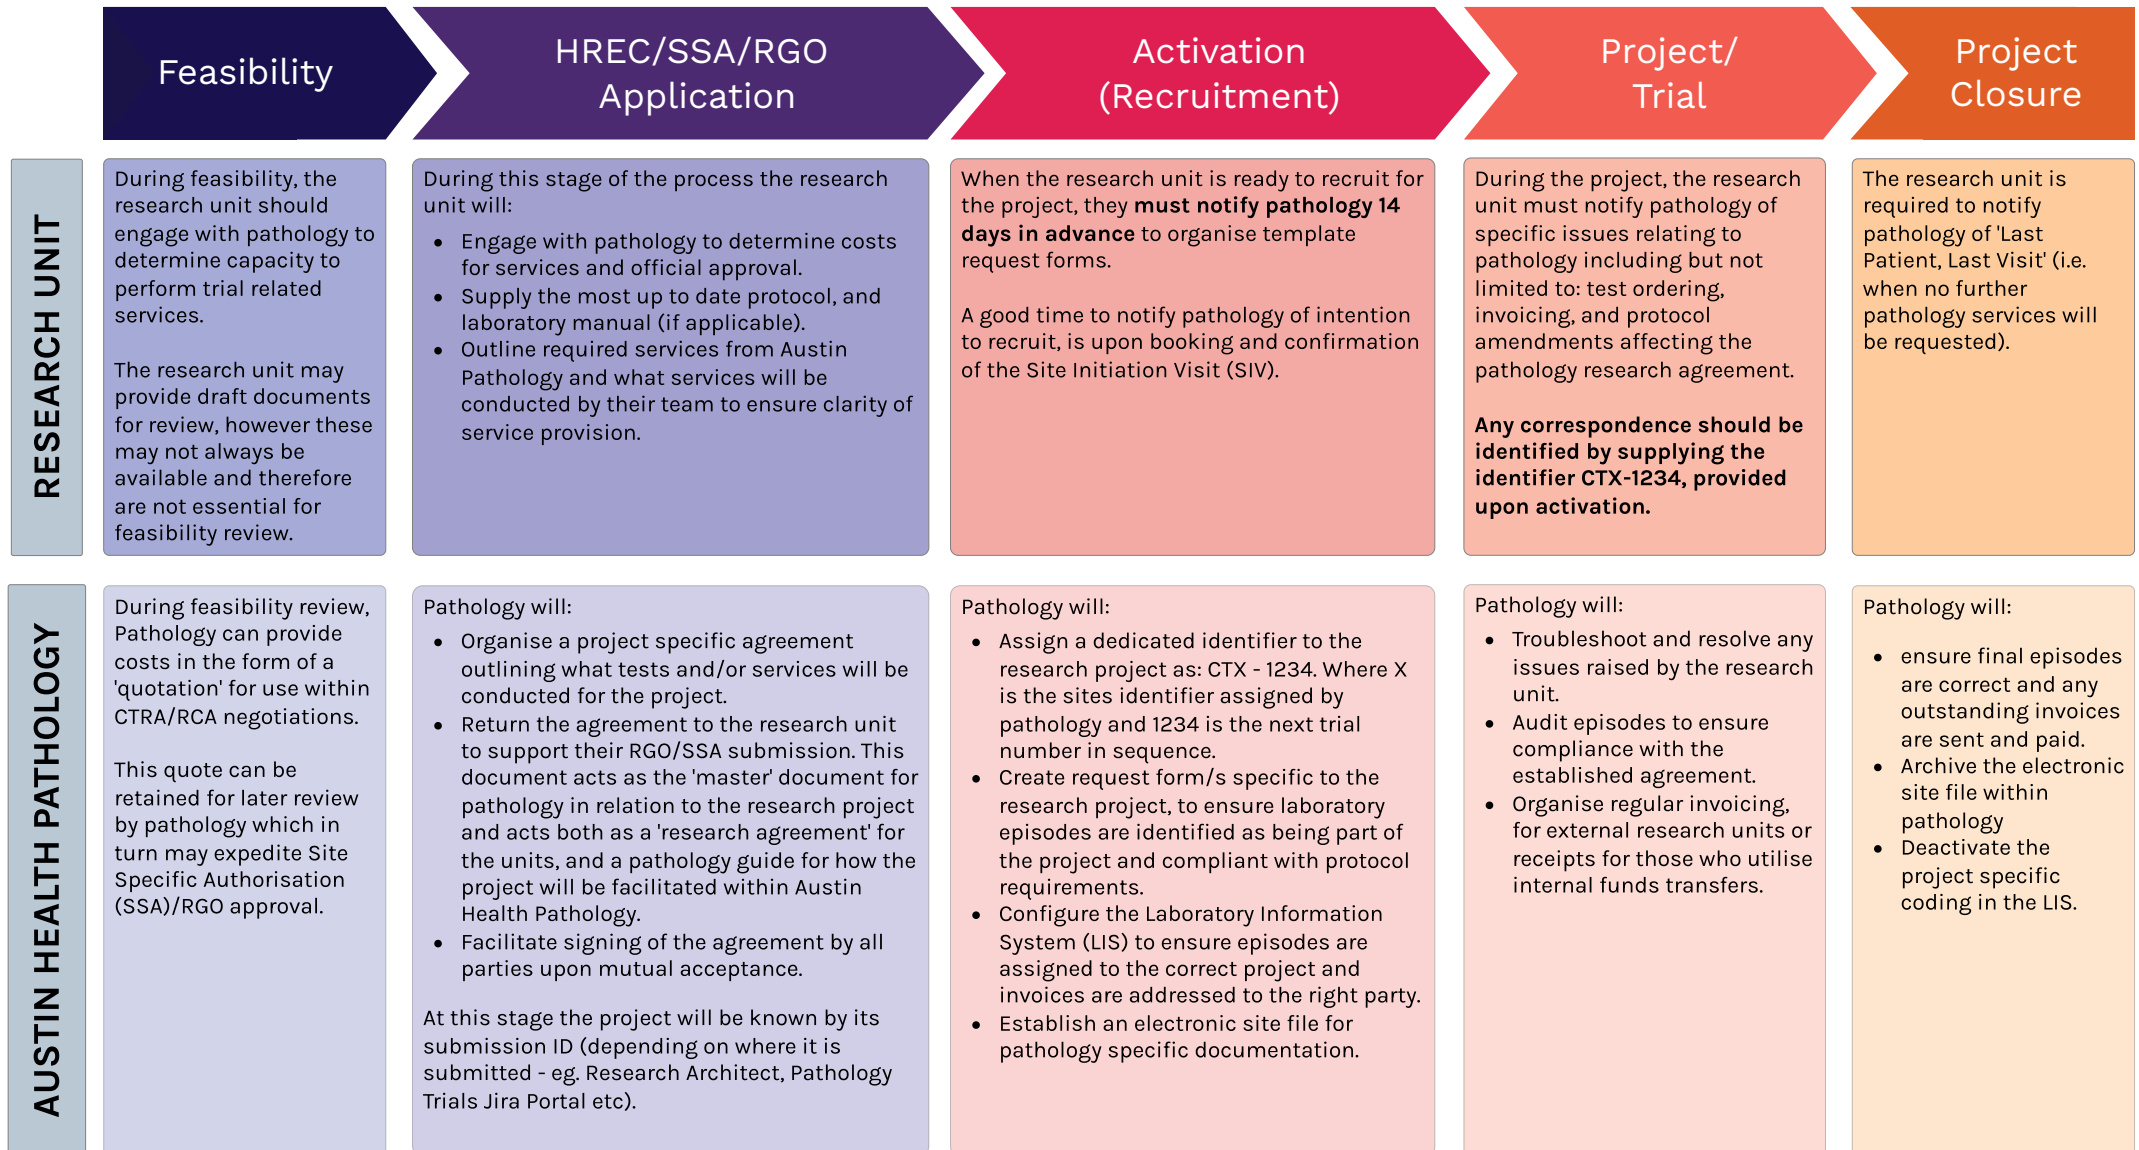 Feasibility
HREC/SSA/RGO
Application
Activation
(Recruitment)
Project/
Trial
Project
Closure
RESEARCH UNIT
During feasibility, the
research unit should
engage with pathology to
determine capacity to
perform trial related
services.
The research unit may
provide draft documents
for review, however these
may not always be
available and therefore
are not essential for
feasibility review.
During this stage of the process the research
unit will:
• Engage with pathology to determine costs
for services and official approval.
• Supply the most up to date protocol, and
laboratory manual (if applicable).
• Outline required services from Austin
Pathology and what services will be
conducted by their team to ensure clarity of
service provision.
When the research unit is ready to recruit for
the project, they must notify pathology 14
days in advance to organise template
request forms.
A good time to notify pathology of intention
to recruit, is upon booking and confirmation
of the Site Initiation Visit (SIV).
During the project, the research
unit must notify pathology of
specific issues relating to
pathology including but not
limited to: test ordering,
invoicing, and protocol
amendments affecting the
pathology research agreement.
Any correspondence should be
identified by supplying the
identifier CTX-1234, provided
upon activation.
The research unit is
required to notify
pathology of 'Last
Patient, Last Visit' (i.e.
when no further
pathology services will
be requested).
AUSTIN HEALTH PATHOLOGY
During feasibility review,
Pathology can provide
costs in the form of a
'quotation' for use within
CTRA/RCA negotiations.
This quote can be
retained for later review
by pathology which in
turn may expedite Site
Specific Authorisation
(SSA)/RGO approval.
Pathology will:
• Organise a project specific agreement
outlining what tests and/or services will be
conducted for the project.
• Return the agreement to the research unit
to support their RGO/SSA submission. This
document acts as the 'master' document for
pathology in relation to the research project
and acts both as a 'research agreement' for
the units, and a pathology guide for how the
project will be facilitated within Austin
Health Pathology.
• Facilitate signing of the agreement by all
parties upon mutual acceptance.
At this stage the project will be known by its
submission ID (depending on where it is
submitted - eg. Research Architect, Pathology
Trials Jira Portal etc).
Pathology will:
• Assign a dedicated identifier to the
research project as: CTX - 1234. Where X
is the sites identifier assigned by
pathology and 1234 is the next trial
number in sequence.
• Create request form/s specific to the
research project, to ensure laboratory
episodes are identified as being part of
the project and compliant with protocol
requirements.
• Configure the Laboratory Information
System (LIS) to ensure episodes are
assigned to the correct project and
invoices are addressed to the right party.
• Establish an electronic site file for
pathology specific documentation.
Pathology will:
• Troubleshoot and resolve any
issues raised by the research
unit.
• Audit episodes to ensure
compliance with the
established agreement.
• Organise regular invoicing,
for external research units or
receipts for those who utilise
internal funds transfers.
Pathology will:
• ensure final episodes
are correct and any
outstanding invoices
are sent and paid.
• Archive the electronic
site file within
pathology
• Deactivate the
project specific
coding in the LIS.